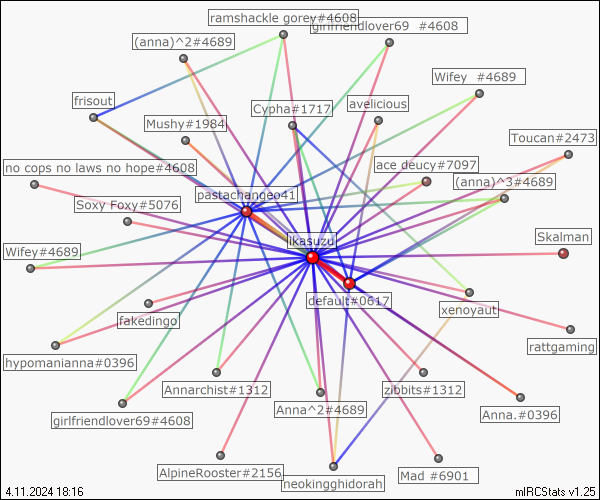 ramshackle gorey#4608
girlfriendlover69  #4608
(anna)^2#4689
Wifey  #4689
frisout
Cypha#1717
avelicious
Mushy#1984
Toucan#2473
no cops no laws no hope#4608
ace deucy#7097
pastachangeo41
(anna)^3#4689
Soxy Foxy#5076
Skalman
likasuzu
Wifey#4689
default#0617
xenoyaut
fakedingo
rattgaming
hypomanianna#0396
Annarchist#1312
zibbits#1312
Anna^2#4689
Anna.#0396
girlfriendlover69#4608
AlpineRooster#2156
Mad #6901
neokingghidorah
4.11.2024 18:16
mIRCStats v1.25